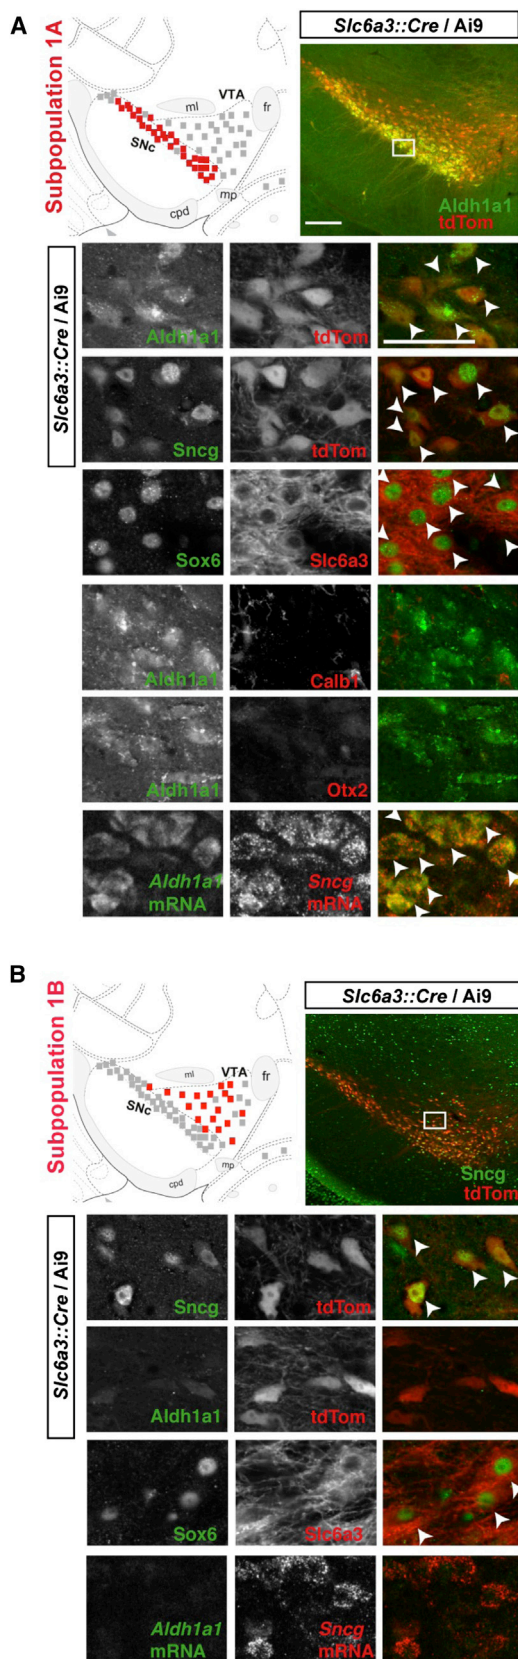 A
Subpopulation 1A
VTA
ml
fr
SNc
mp
cpd
Slc6a3::Cre / Ai9
Aldh1a1
tdTom
Slc6a3::Cre / Ai9
Aldh1a1
tdTom
Sncg
tdTom
Sox6
Slc6a3
Aldh1a1
Calb1
Aldh1a1
Otx2
Aldh1a1
mRNA
Sncg
mRNA
B
Subpopulation 1B
VTA
ml
fr
SNc
mp
cpd
Slc6a3::Cre / Ai9
Sncg
tdTom
Slc6a3::Cre / Ai9
Sncg
tdTom
Aldh1a1
tdTom
Sox6
Slc6a3
Aldh1a1
mRNA
Sncg
mRNA